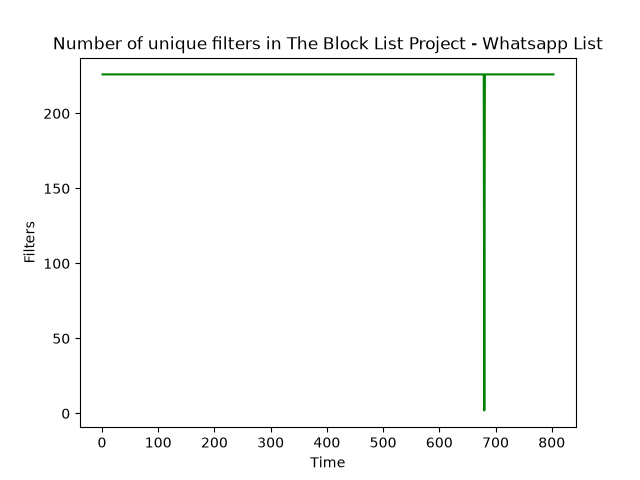 Number of unique filters in The Block List Project - Whatsapp List
200
150
100
50
0
Filters
0 100 200 300 400 500 600 700 800
Time